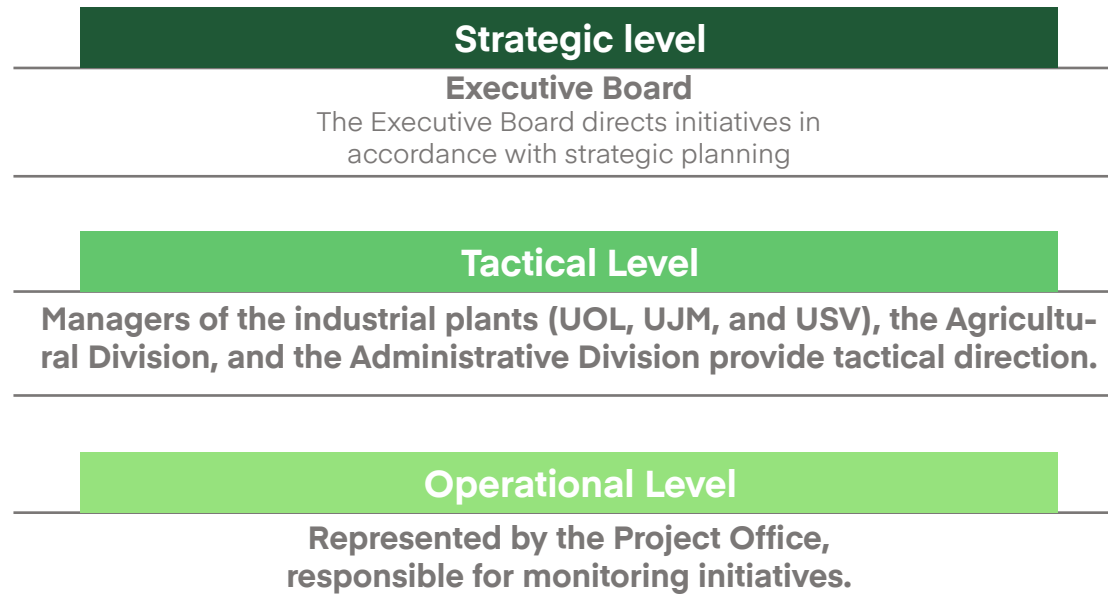 Strategic level
Executive Board
The Executive Board directs initiatives in
accordance with strategic planning
Tactical Level
Managers of the industrial plants (UOL, UJM, and USV), the Agricultu-
ral Division, and the Administrative Division provide tactical direction.
Operational Level
Represented by the Project Office,
responsible for monitoring initiatives.